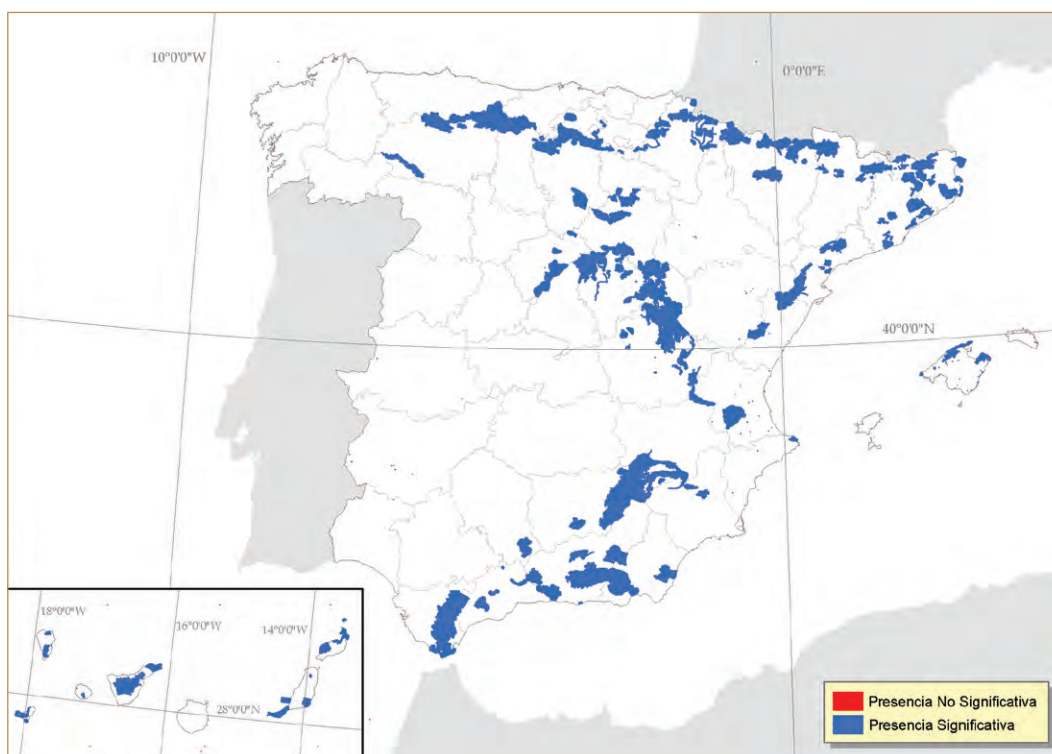 10°0'0"W
0°0'0"E
40°0'0"N
18°0'0"W
16°0'0"W
14°0'0"W
28°0'0"N
Presencia No Significativa
Presencia Significativa